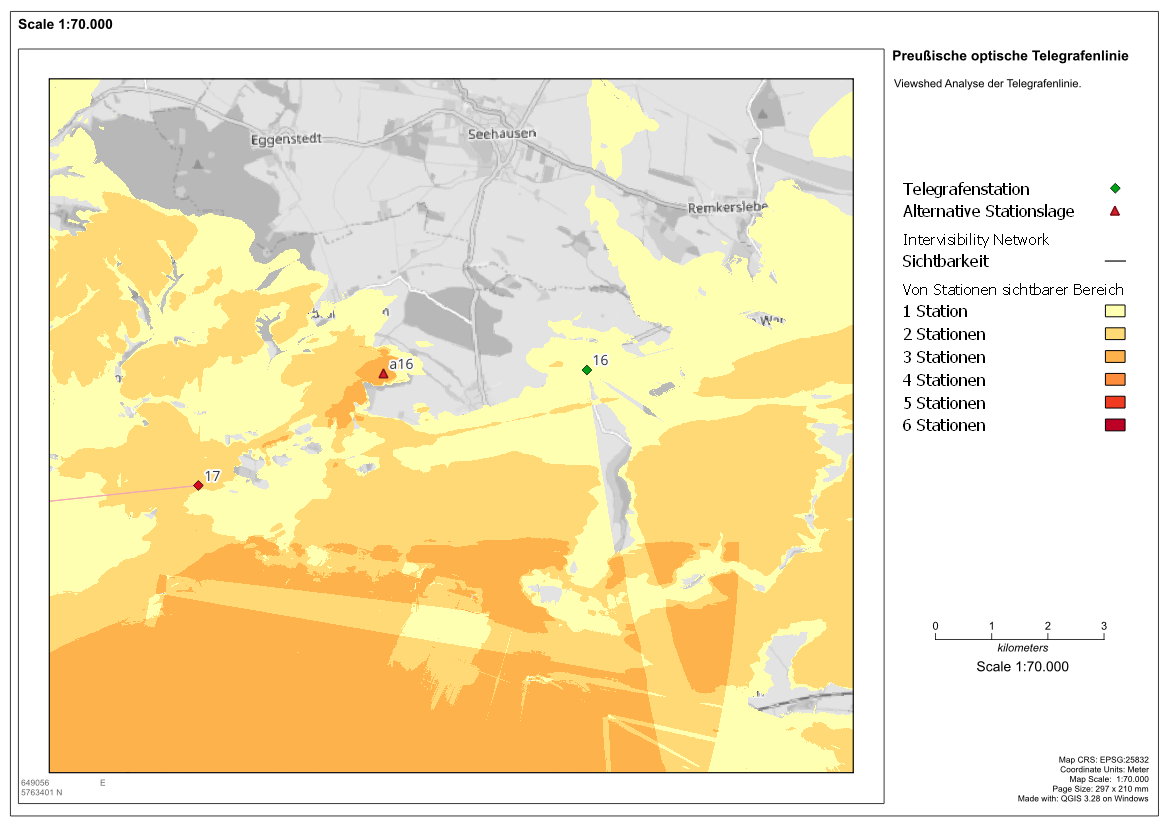 Scale 1:70.000
Preußische optische Telegrafenlinie
Viewshed Analyse der Telegrafenlinie.
Eggenstedt
Seehausen
Remkerslebe
a16
16
17
Telegrafenstation
Alternative Stationslage
Intervisibility Network
Sichtbarkeit
Von Stationen sichtbarer Bereich
1 Station
2 Stationen
3 Stationen
4 Stationen
5 Stationen
6 Stationen
0 1 2 3
kilometers
Scale 1:70.000
649056 E
5763401 N
Map CRS: EPSG:25832
Coordinate Units: Meter
Map Scale: 1:70.000
Page Size: 297 x 210 mm
Made with: QGIS 3.28 on Windows